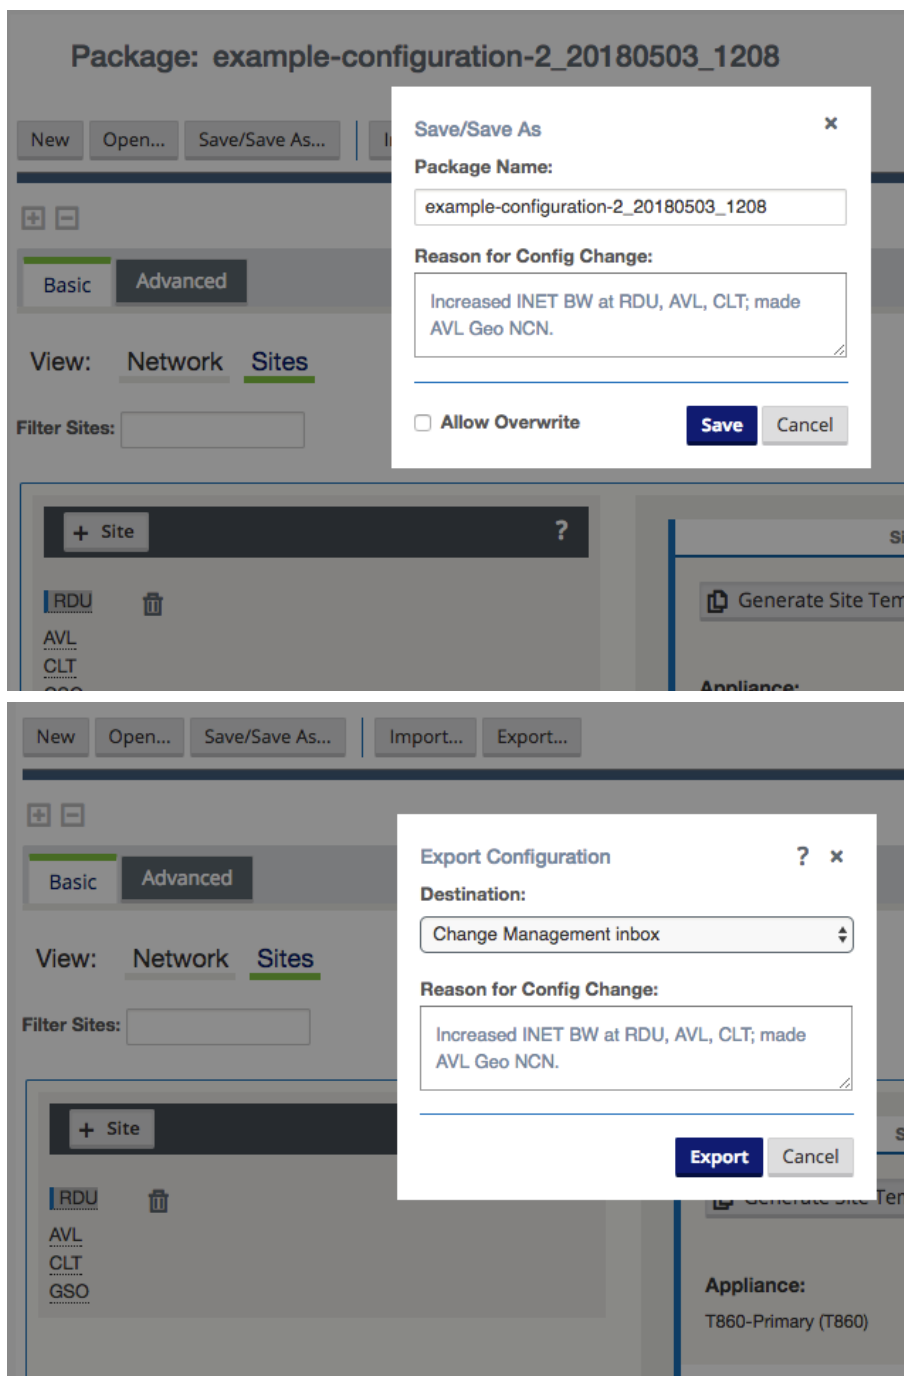 Package: example-configuration-2_20180503_1208
Save/Save As ×
New Open... Save/Save As...
Package Name:
example-configuration-2_20180503_1208
Reason for Config Change:
Basic Advanced
Increased INET BW at RDU, AVL, CLT; made
AVL Geo NCN.
View: Network Sites
Filter Sites:
Allow Overwrite Save Cancel
+ Site ?
RDU
Generate Site Tem
AVL
CLT
Appliance:
New Open... Save/Save As... Import... Export...
Export Configuration ? ×
Basic Advanced
Destination:
Change Management inbox
View: Network Sites
Reason for Config Change:
Filter Sites:
Increased INET BW at RDU, AVL, CLT; made
AVL Geo NCN.
+ Site
Export Cancel
RDU
Generate Site Tem
AVL
CLT
GSO
Appliance:
T860-Primary (T860)